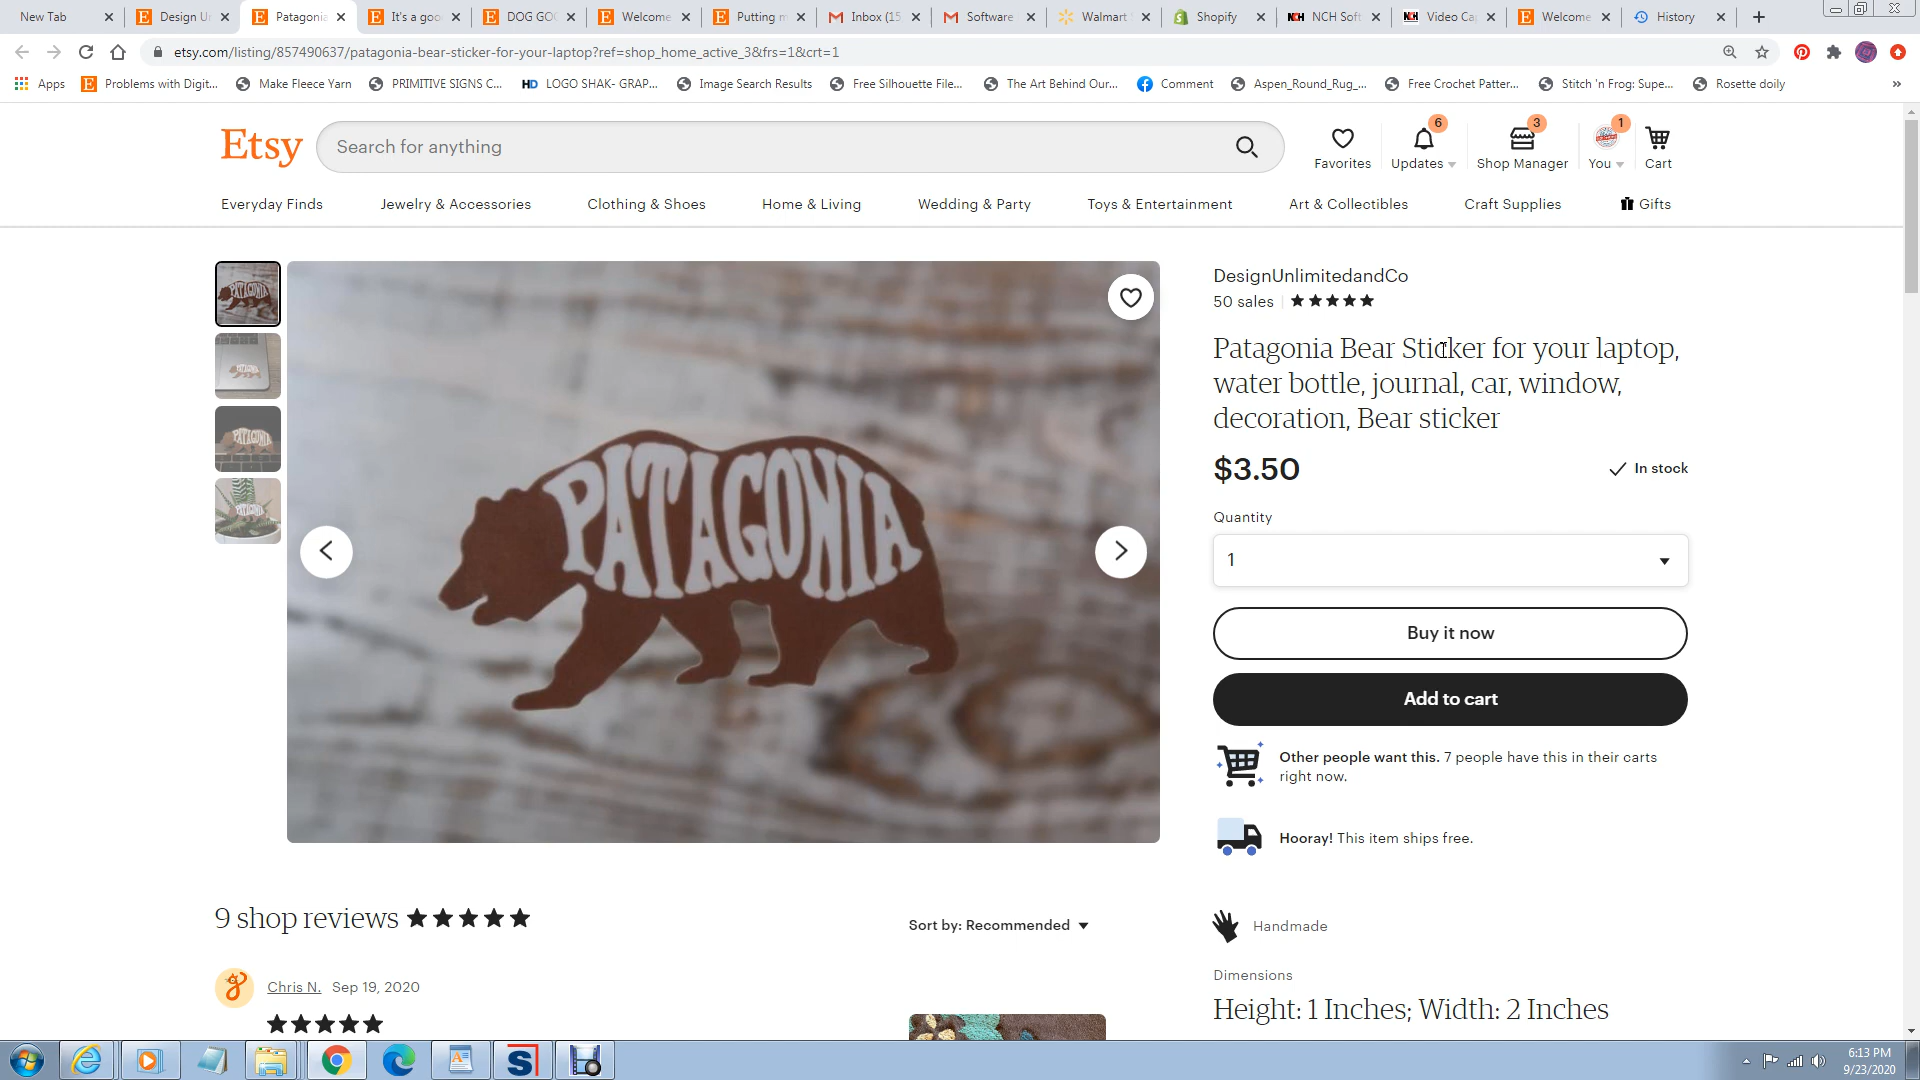 New Tab
Design U
Patagonia
It's a goo
DOG GOO
Welcome
Putting m
Inbox (15
Software
Walmart
Shopify
NCH Soft
Video Ca
Welcome
History
etsy.com/listing/857490637/patagonia-bear-sticker-for-your-laptop?ref=shop_home_active_3&frs=1&crt=1
Apps
Problems with Digit...
Make Fleece Yarn
PRIMITIVE SIGNS C...
HD LOGO SHAK- GRAP...
Image Search Results
Free Silhouette File...
The Art Behind Our...
Comment
Aspen_Round_Rug_...
Free Crochet Patter...
Stitch 'n Frog: Supe...
Rosette doily
»
Etsy
Search for anything
Favorites
6
Updates
3
Shop Manager
1
You
Cart
Everyday Finds
Jewelry & Accessories
Clothing & Shoes
Home & Living
Wedding & Party
Toys & Entertainment
Art & Collectibles
Craft Supplies
Gifts
PATAGONIA
DesignUnlimitedandCo
50 sales
Patagonia Bear Sticker for your laptop,
water bottle, journal, car, window,
decoration, Bear sticker
$3.50
In stock
Quantity
1
Buy it now
Add to cart
Other people want this. 7 people have this in their carts
right now.
Hooray! This item ships free.
9 shop reviews
Sort by: Recommended
Handmade
Chris N. Sep 19, 2020
Dimensions
Height: 1 Inches; Width: 2 Inches
6:13 PM
9/23/2020